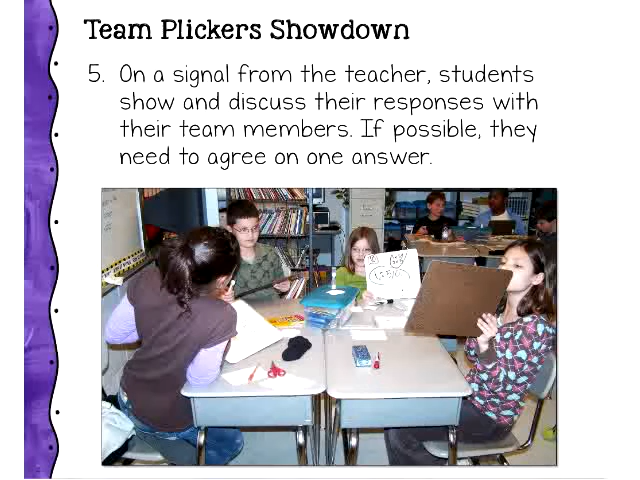 Team Plickers Showdown
5. On a signal from the teacher, students
show and discuss their responses with
their team members. If possible, they
need to agree on one answer.